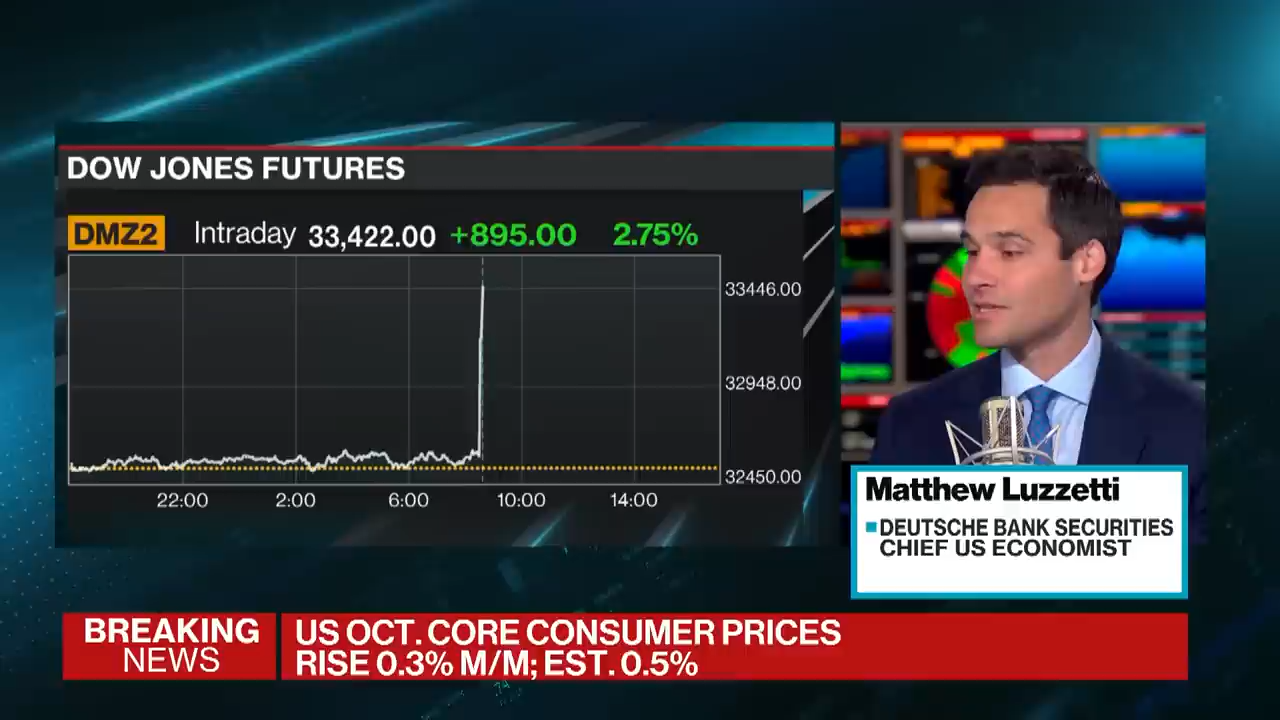 DOW JONES FUTURES
DMZ2 Intraday 33,422.00 +895.00 2.75%
33446.00
32948.00
32450.00
22:00 2:00 6:00 10:00 14:00
Matthew Luzzetti
DEUTSCHE BANK SECURITIES
CHIEF US ECONOMIST
BREAKING
NEWS
US OCT. CORE CONSUMER PRICES
RISE 0.3% M/M; EST. 0.5%